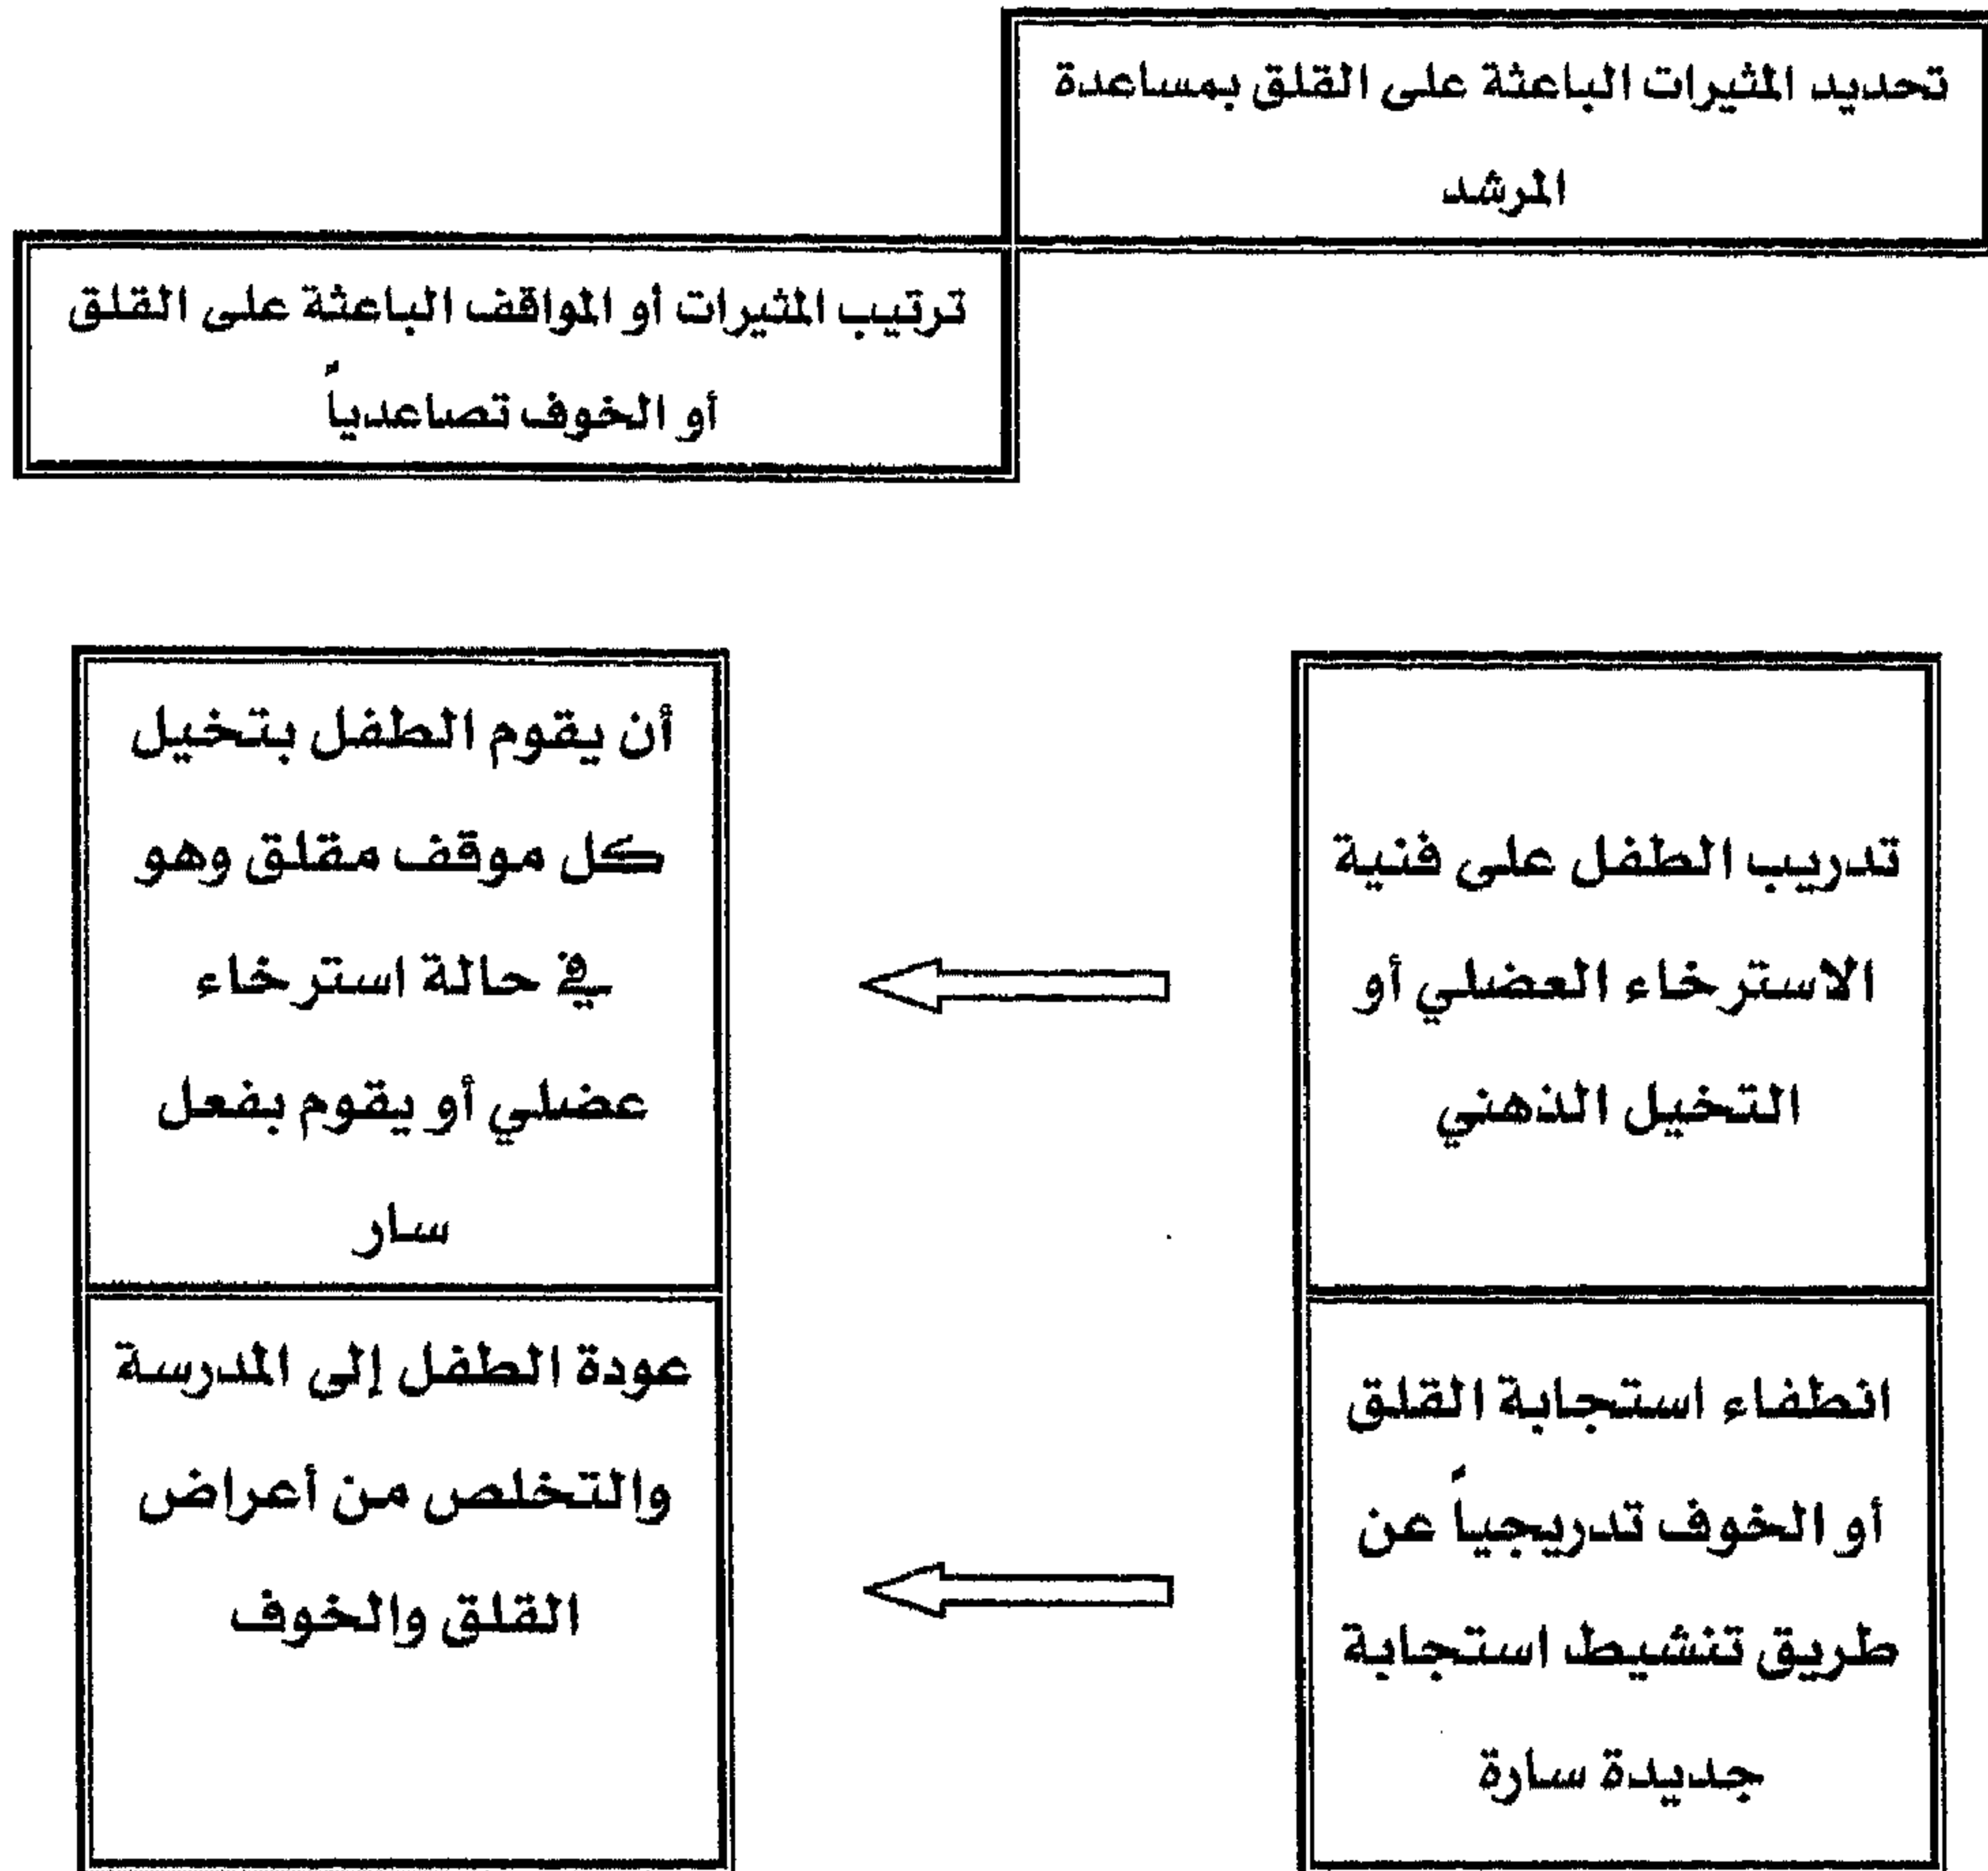 تحديد المثيرات الباعثة على القلق بمساعدة
المرشد
ترتيب المثيرات أو المواقف الباعثة على القلق
أو الخوف تصاعدياً
تدريب الطفل على فنية
الاسترخاء العضلي أو
التخيل الذهني
أن يقوم الطفل بتخيل
كل موقف مقلق وهو
في حالة استرخاء
عضلي أو يقوم بفعل
سار
انطفاء استجابة القلق
أو الخوف تدريجياً عن
طريق تنشيط استجابة
جديدة سارة
عودة الطفل إلى المدرسة
والتخلص من أعراض
القلق والخوف